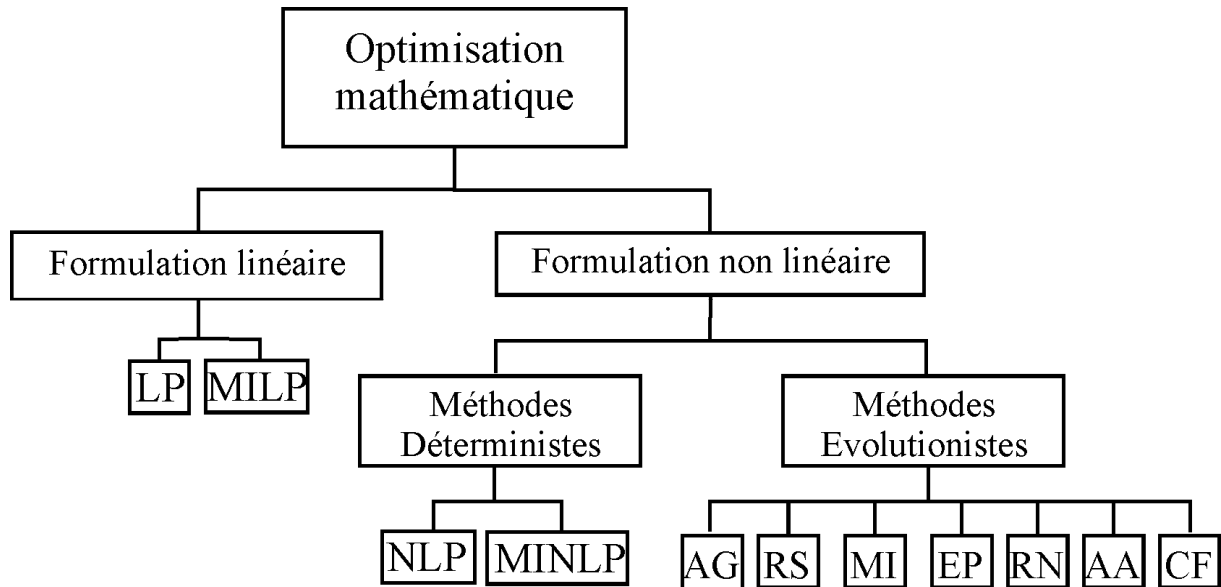 Optimisation
mathématique
Formulation linéaire
Formulation non linéaire
LP
MILP
Méthodes
Déterministes
Méthodes
Evolutionistes
NLP
MINLP
AG
RS
MI
EP
RN
AA
CF